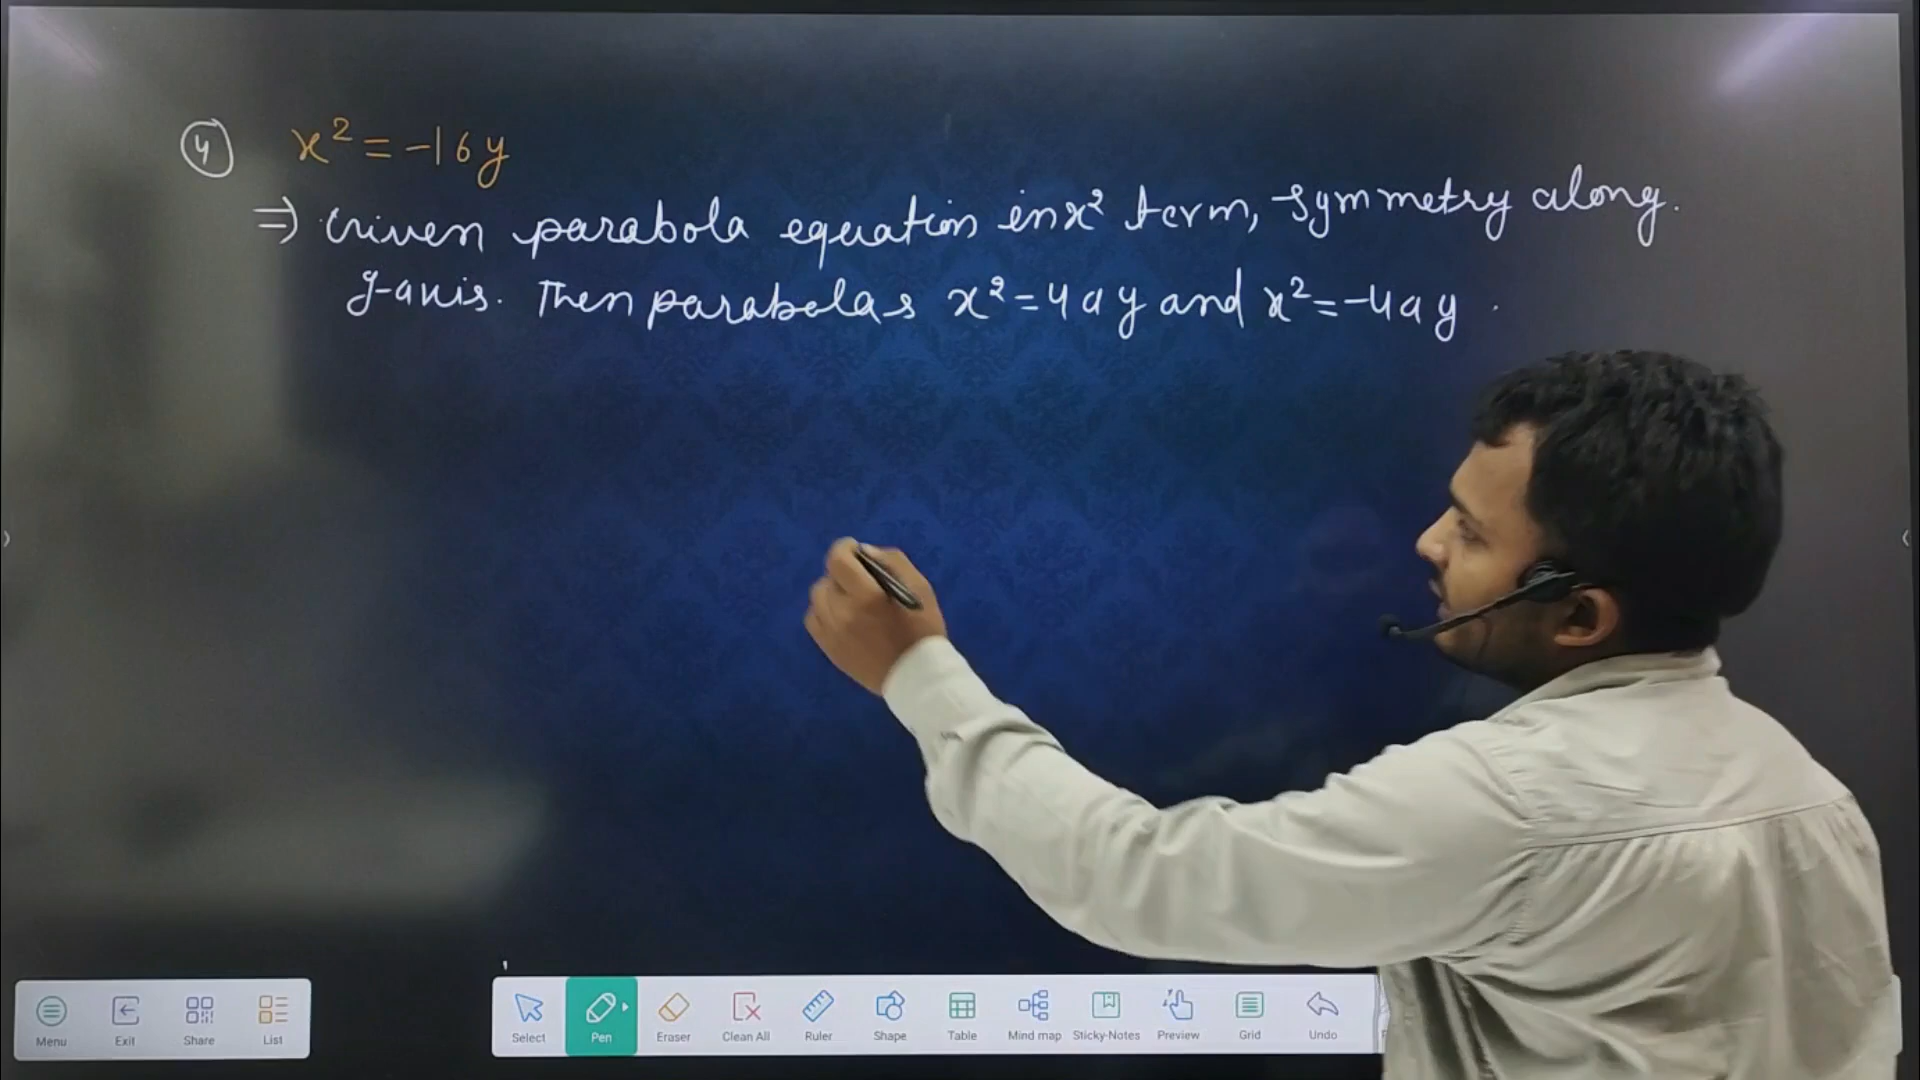 4 x² = -16y
⇒ Given parabola equation in x² term, symmetry along.
y-axis. Then parabolas x² = 4ay and x² = -4ay.
Menu Exit Share List Select Pen Eraser Clean All Ruler Shape Table Mind map Sticky-Notes Preview Grid Undo